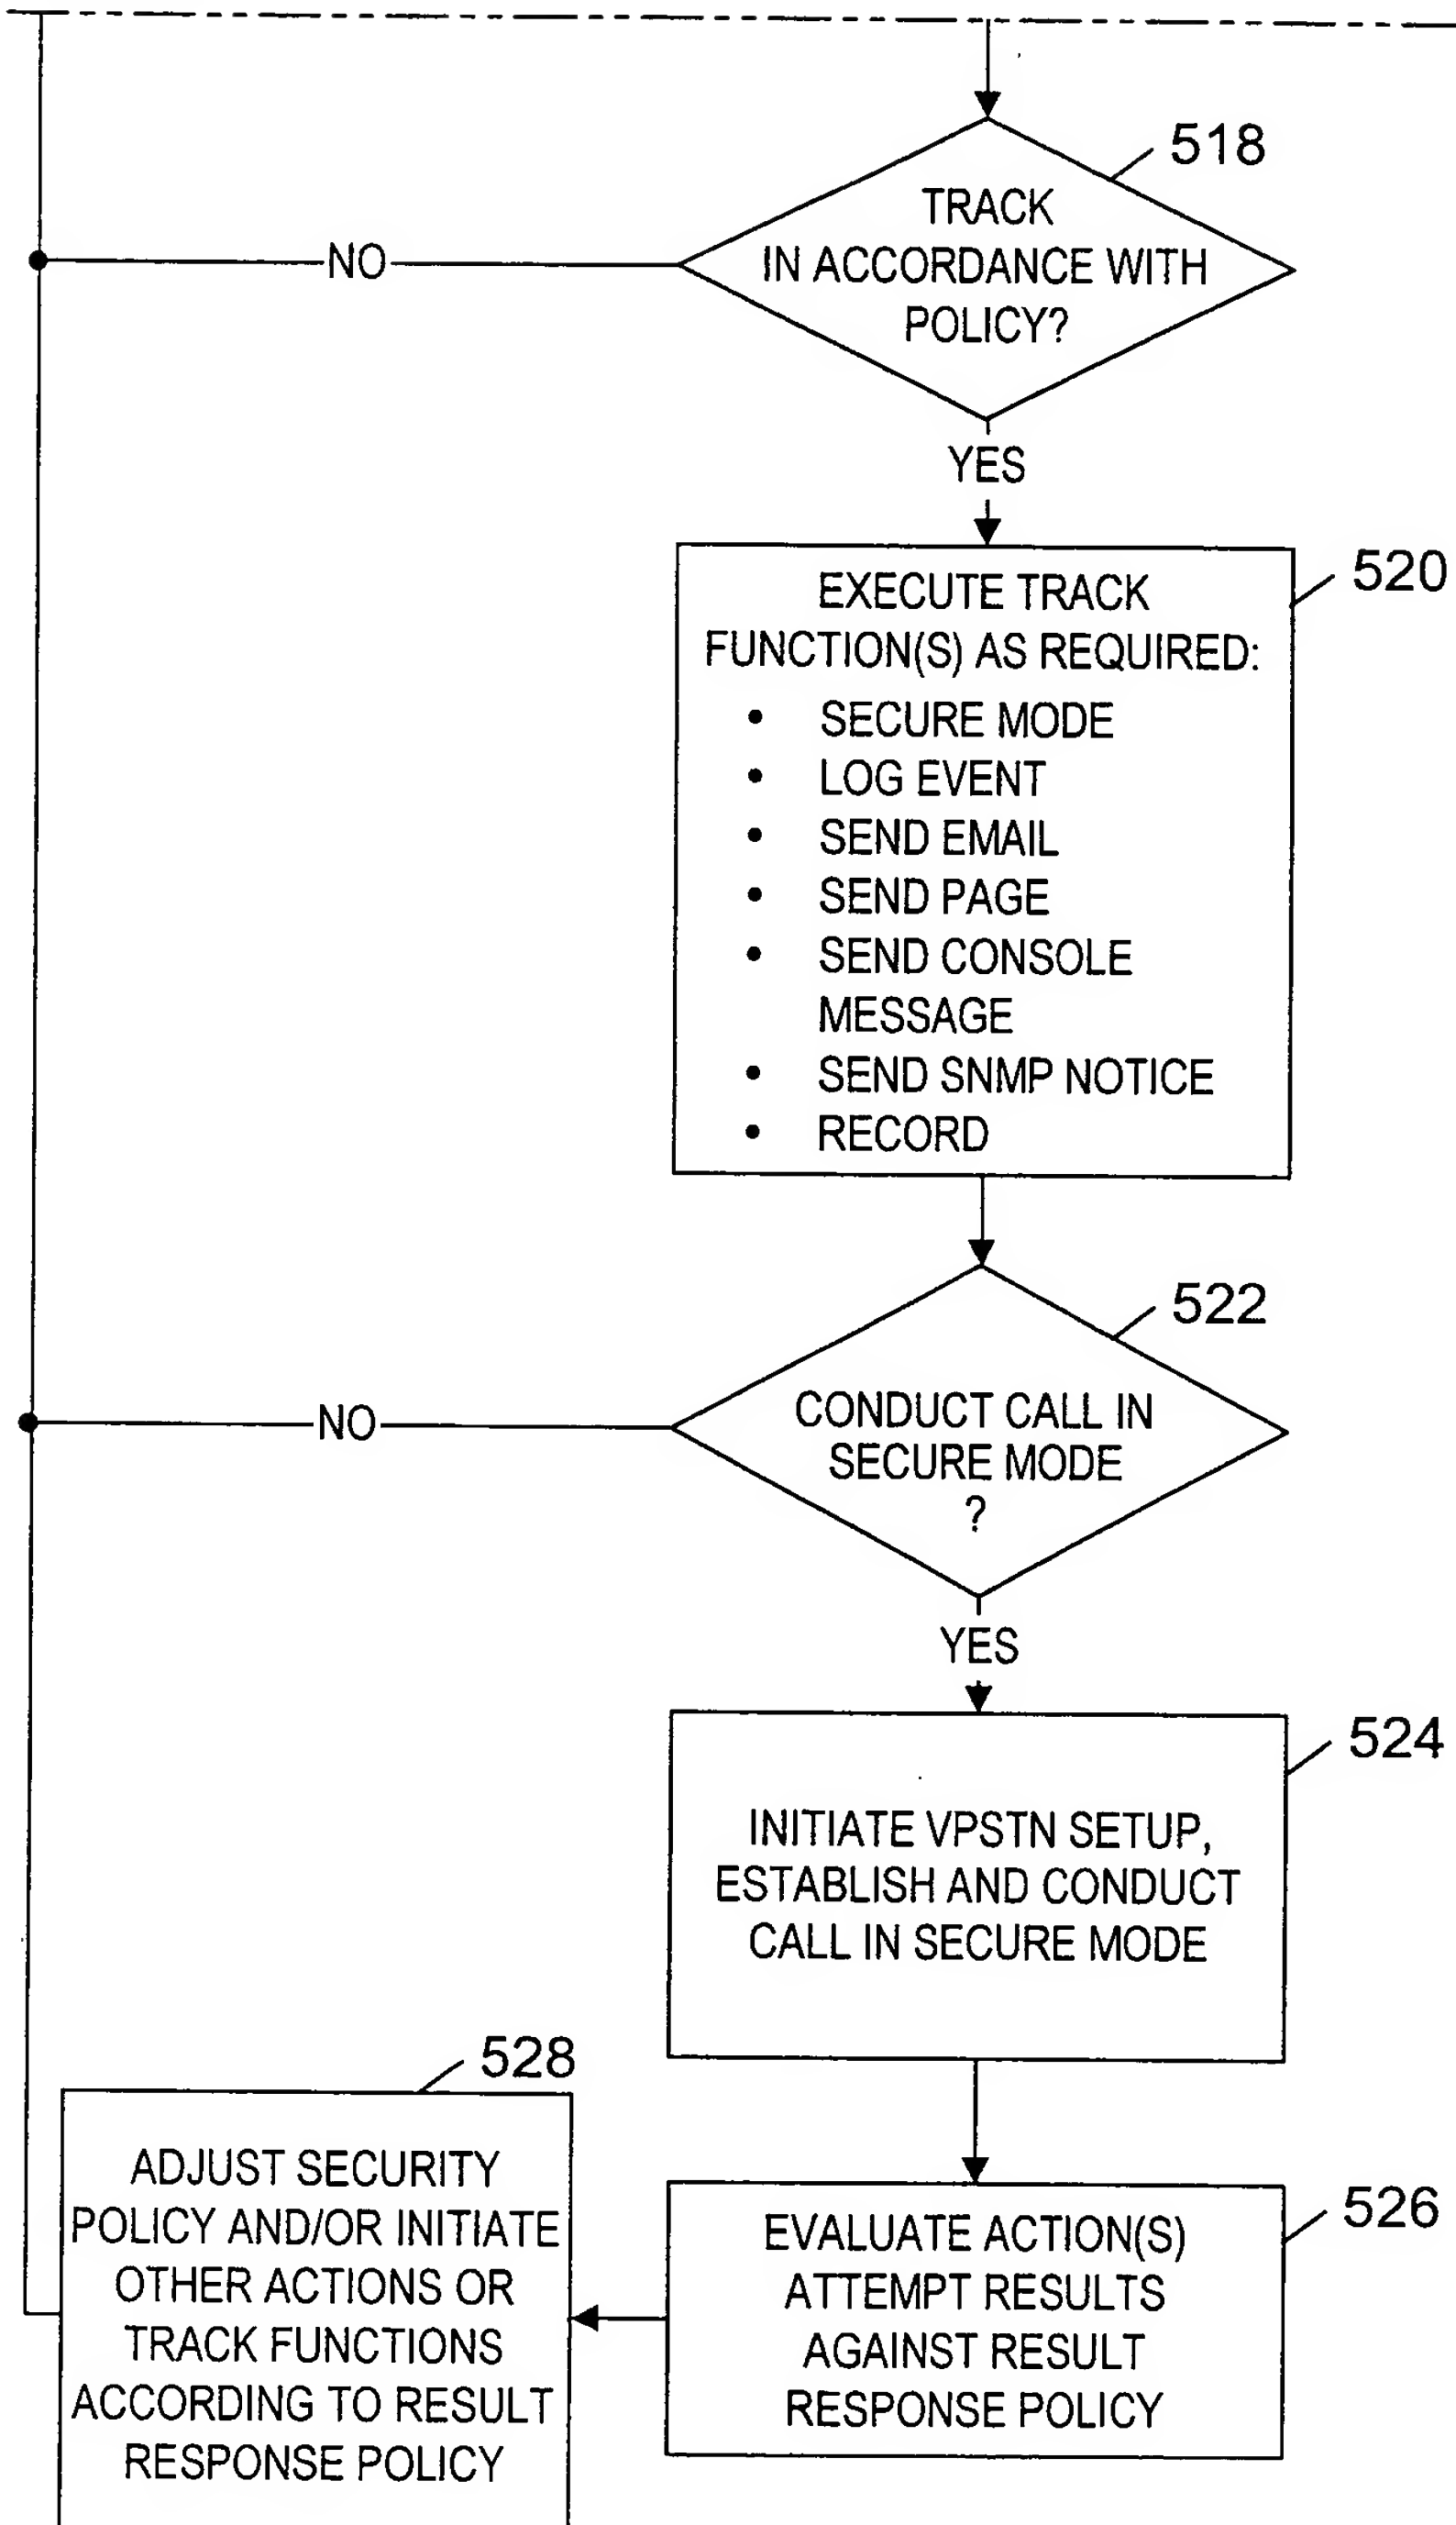 518
TRACK
IN ACCORDANCE WITH
POLICY?
NO
YES
520
EXECUTE TRACK
FUNCTION(S) AS REQUIRED:
• SECURE MODE
• LOG EVENT
• SEND EMAIL
• SEND PAGE
• SEND CONSOLE
MESSAGE
• SEND SNMP NOTICE
• RECORD
522
CONDUCT CALL IN
SECURE MODE
?
NO
YES
524
INITIATE VPSTN SETUP,
ESTABLISH AND CONDUCT
CALL IN SECURE MODE
526
EVALUATE ACTION(S)
ATTEMPT RESULTS
AGAINST RESULT
RESPONSE POLICY
528
ADJUST SECURITY
POLICY AND/OR INITIATE
OTHER ACTIONS OR
TRACK FUNCTIONS
ACCORDING TO RESULT
RESPONSE POLICY